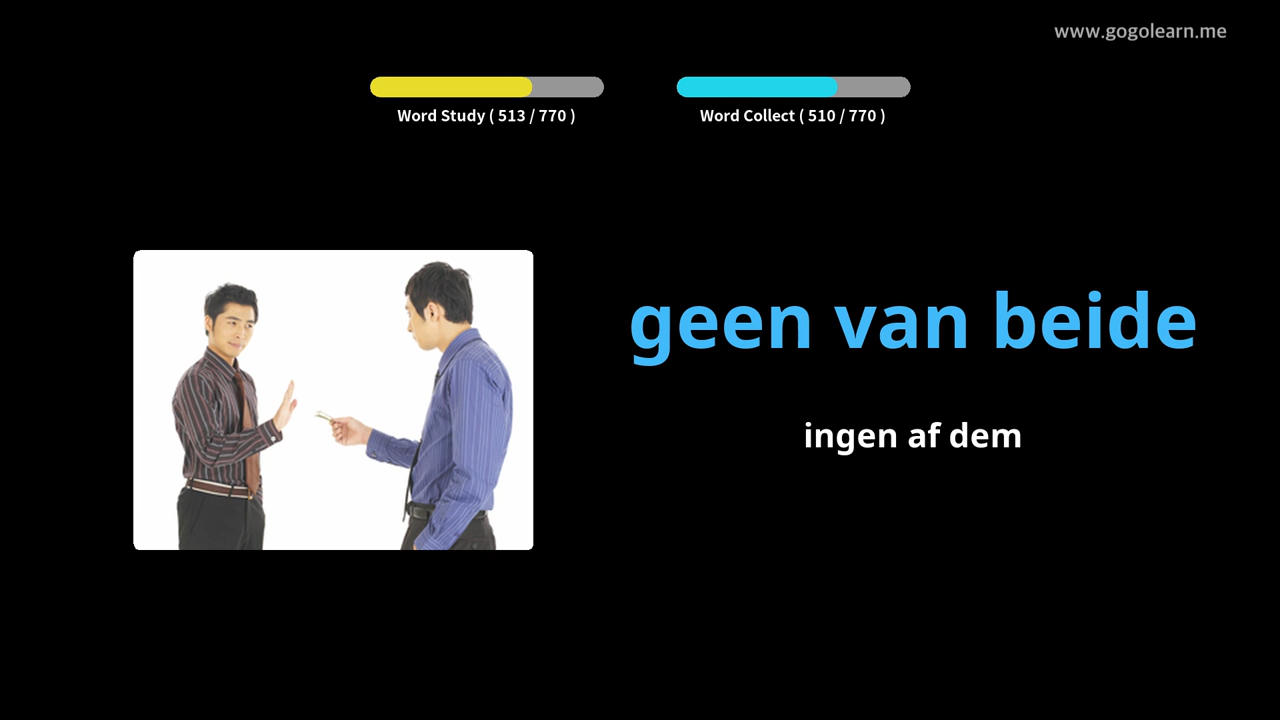 www.gogolearn.me
Word Study ( 513 / 770 )
Word Collect ( 510 / 770 )
geen van beide
ingen af dem